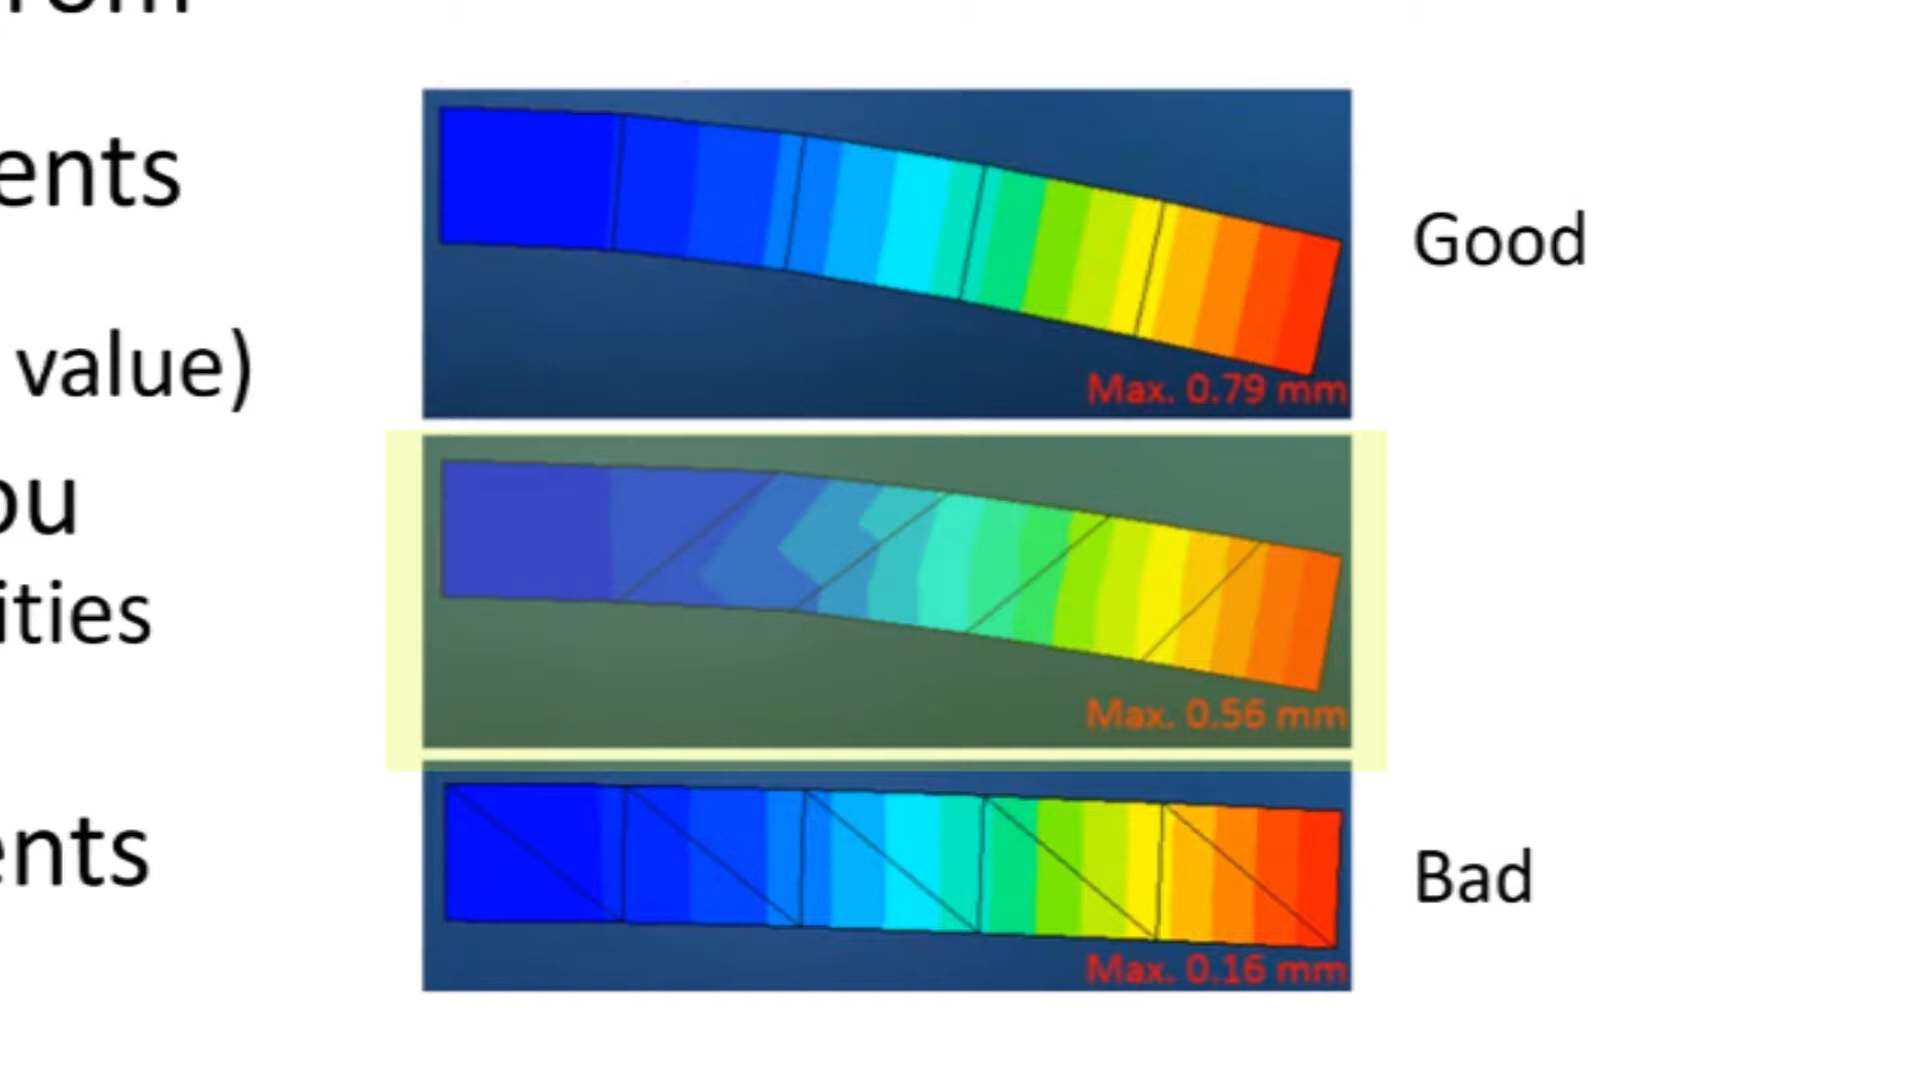 ents
Good
value)
Max. 0.79 mm
ou
ities
Max. 0.56 mm
ents
Bad
Max. 0.16 mm